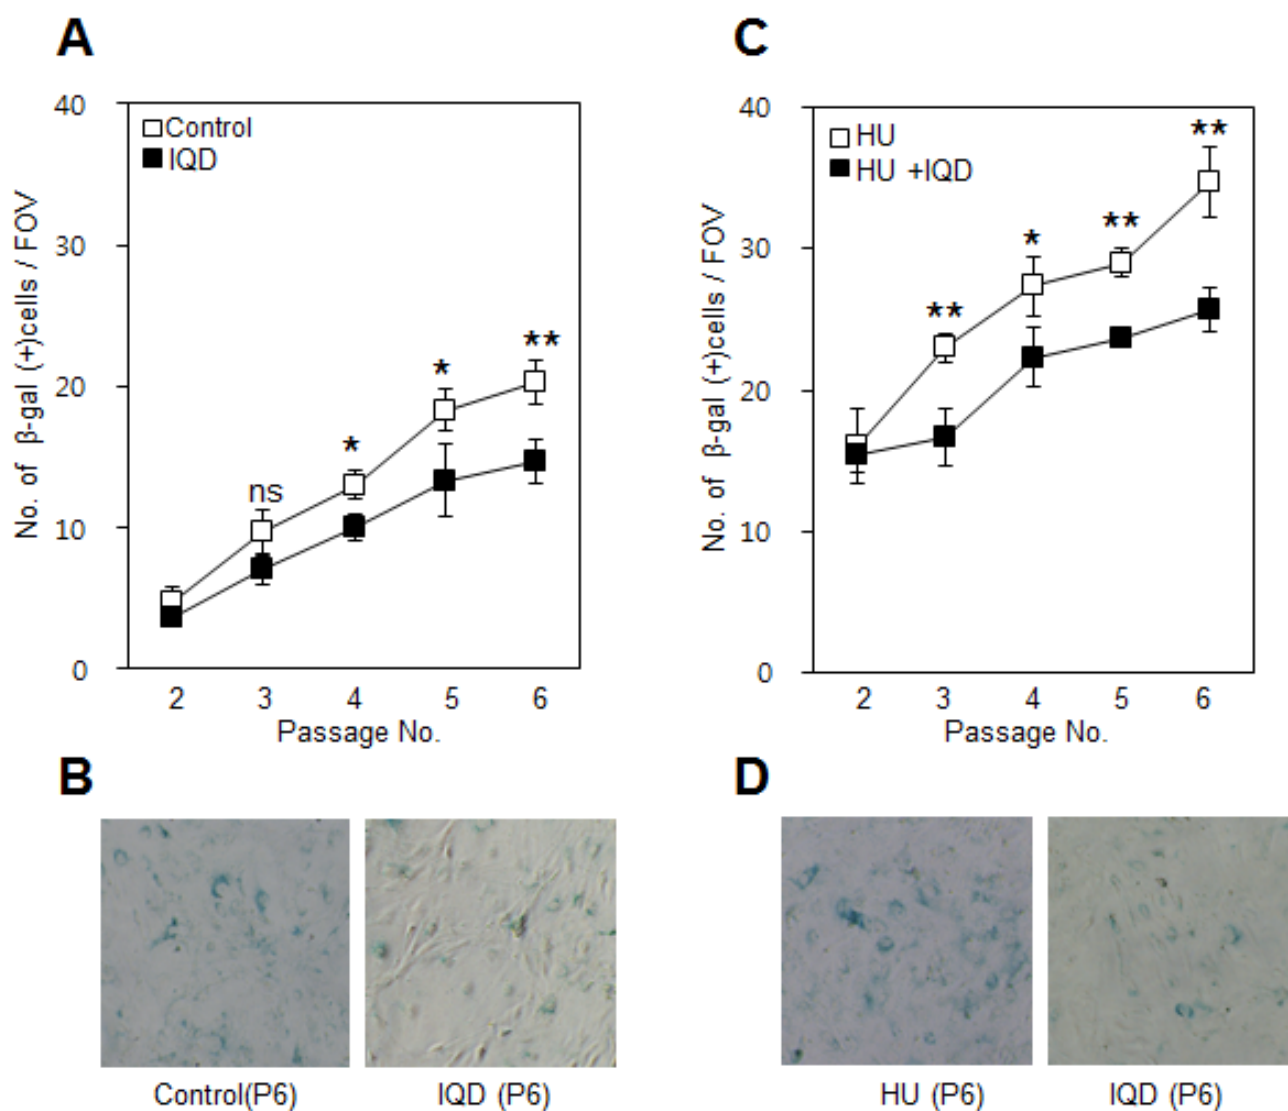 A
40
30
20
10
0
No. of β-gal (+)cells / FOV
Control
IQD
ns
*
*
**
2 3 4 5 6
Passage No.
C
40
30
20
10
0
No. of β-gal (+)cells / FOV
HU
HU +IQD
**
*
**
**
2 3 4 5 6
Passage No.
B
Control(P6) IQD (P6)
D
HU (P6) IQD (P6)